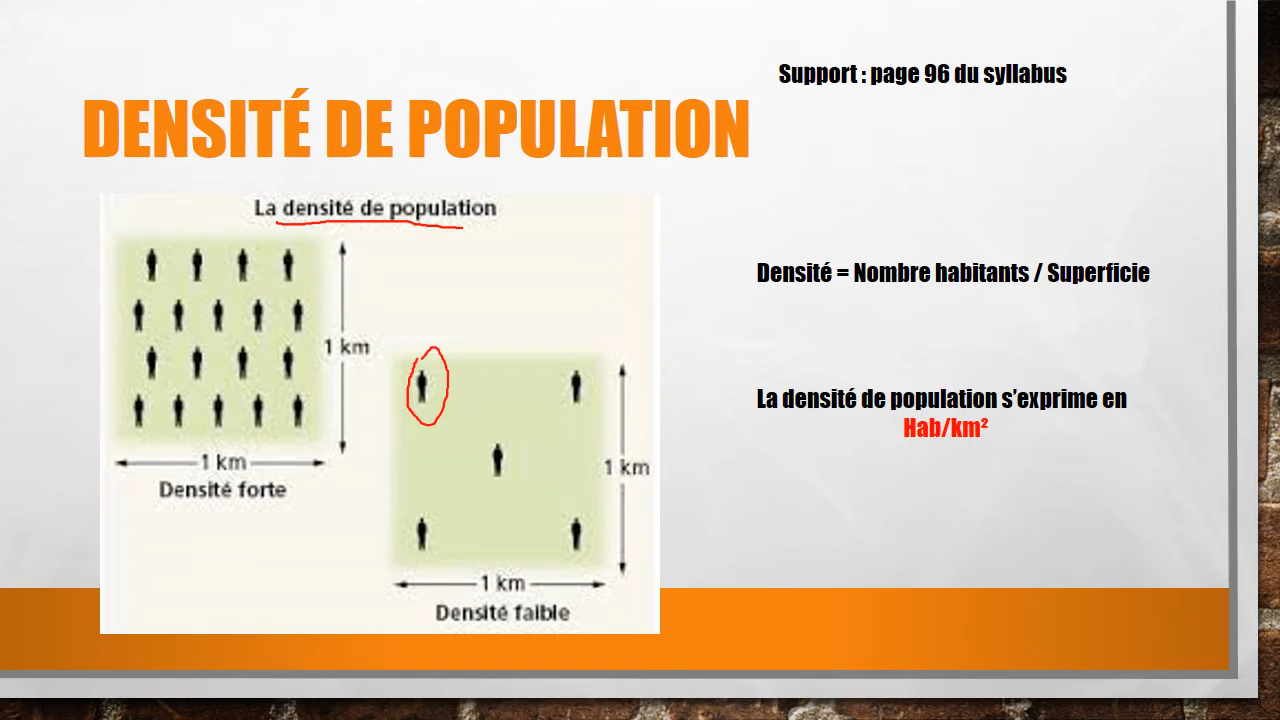 Support : page 96 du syllabus
DENSITÉ DE POPULATION
La densité de population
1 km
1 km
Densité forte
1 km
1 km
Densité faible
Densité = Nombre habitants / Superficie
La densité de population s'exprime en
Hab/km²